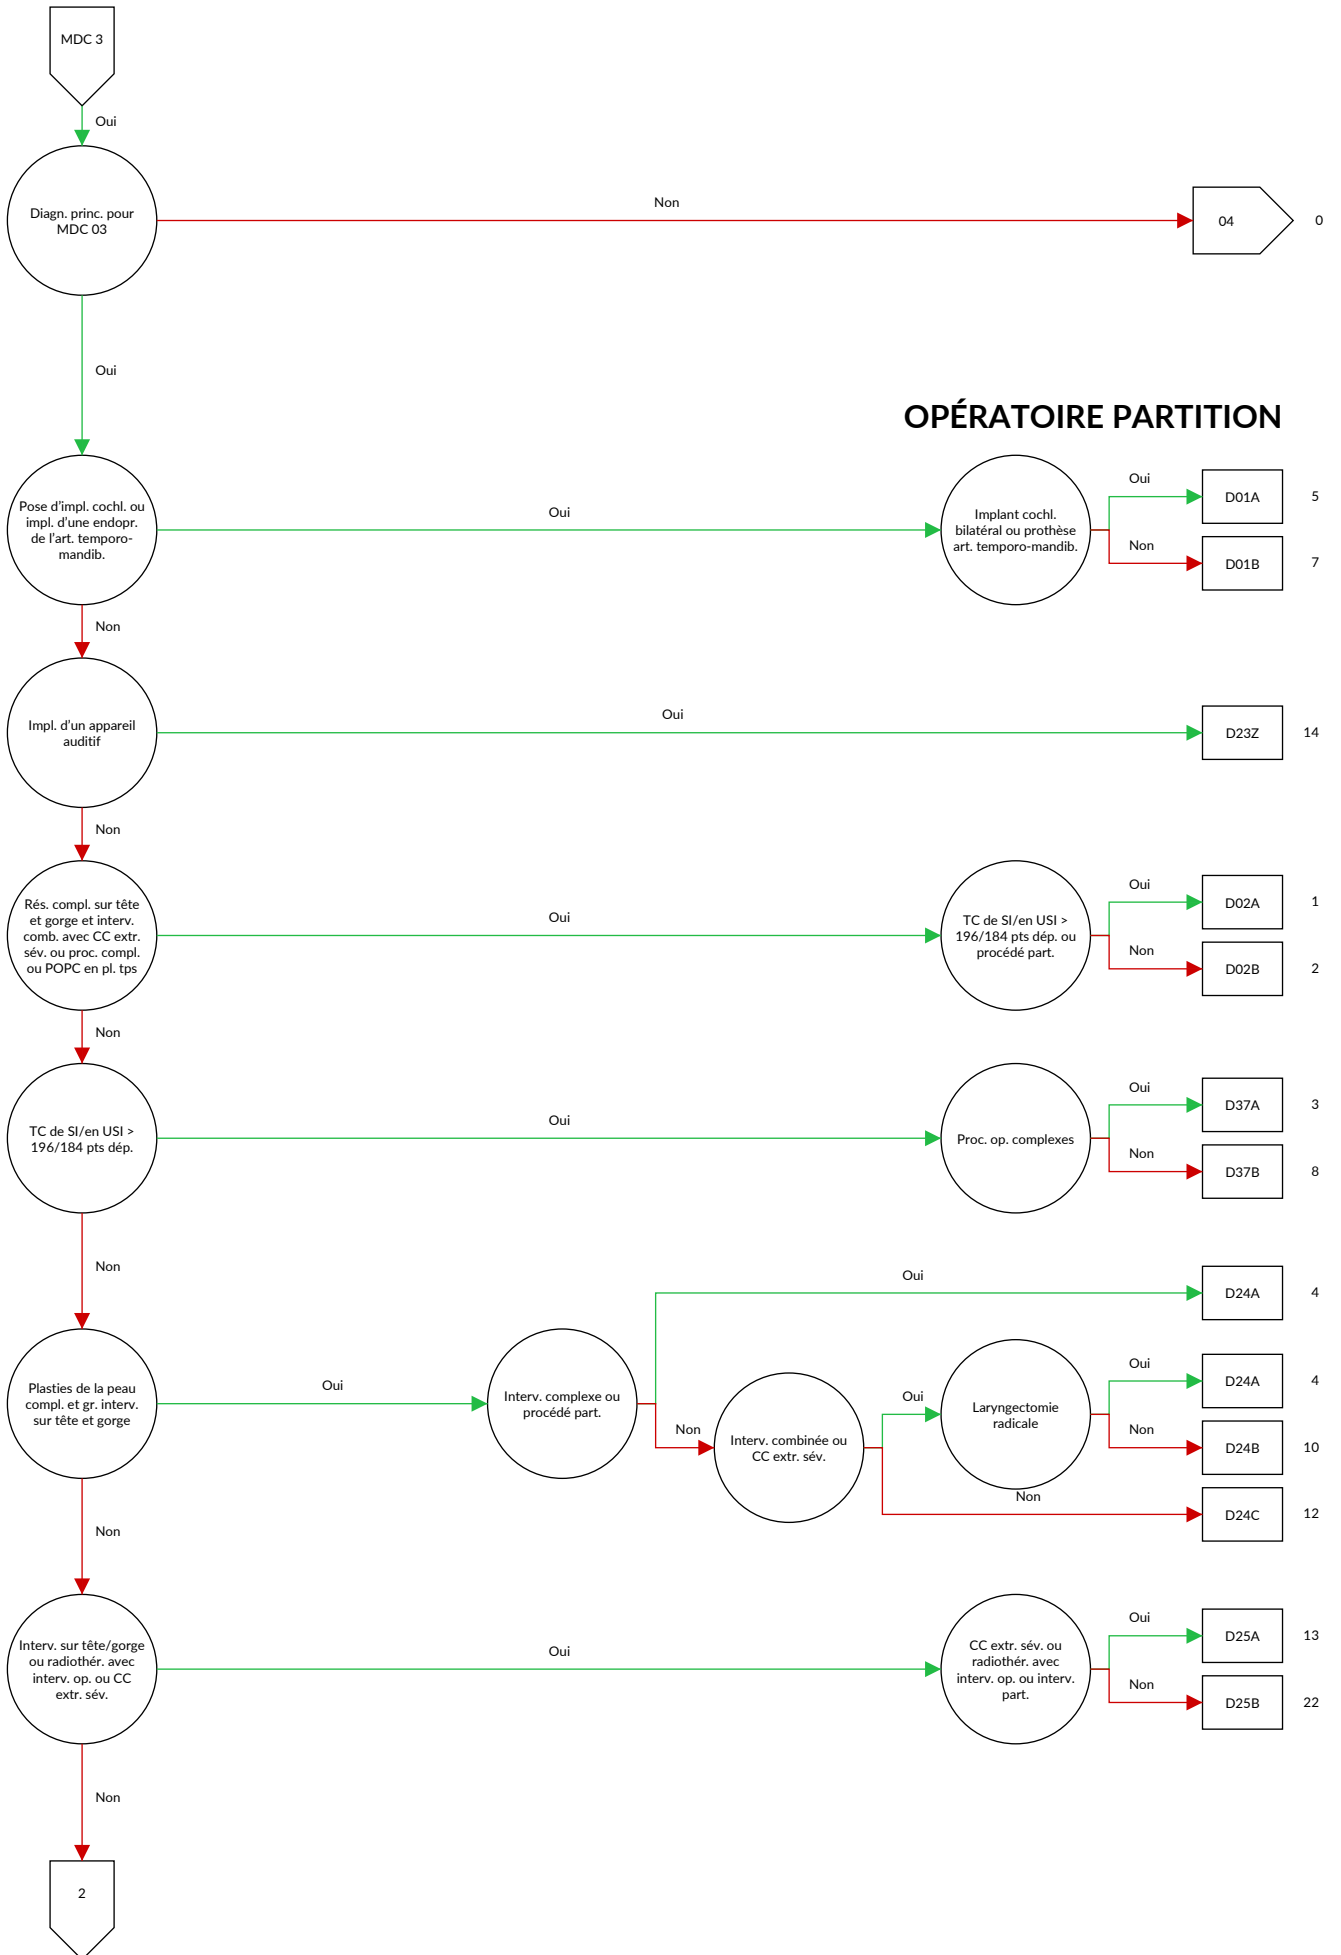 MDC 3
Oui
Diagn. princ. pour
MDC 03
Non
04
0
Oui
OPÉRATOIRE PARTITION
Pose d'impl. cochl. ou
impl. d'une endopr.
de l'art. temporo-
mandib.
Oui
Implant cochl.
bilatéral ou prothèse
art. temporo-mandib.
Oui
D01A
5
Non
D01B
7
Non
Impl. d'un appareil
auditif
Oui
D23Z
14
Non
Rés. compl. sur tête
et gorge et interv.
comb. avec CC extr.
sév. ou proc. compl.
ou POPC en pl. tps
Oui
TC de SI/en USI >
196/184 pts dép. ou
procédé part.
Oui
D02A
1
Non
D02B
2
Non
TC de SI/en USI >
196/184 pts dép.
Oui
Proc. op. complexes
Oui
D37A
3
Non
D37B
8
Non
Plasties de la peau
compl. et gr. interv.
sur tête et gorge
Oui
Interv. complexe ou
procédé part.
Oui
D24A
4
Non
Interv. combinée ou
CC extr. sév.
Oui
Laryngectomie
radicale
Oui
D24A
4
Non
D24B
10
Non
D24C
12
Non
Interv. sur tête/gorge
ou radiothér. avec
interv. op. ou CC
extr. sév.
Oui
CC extr. sév. ou
radiothér. avec
interv. op. ou interv.
part.
Oui
D25A
13
Non
D25B
22
Non
2